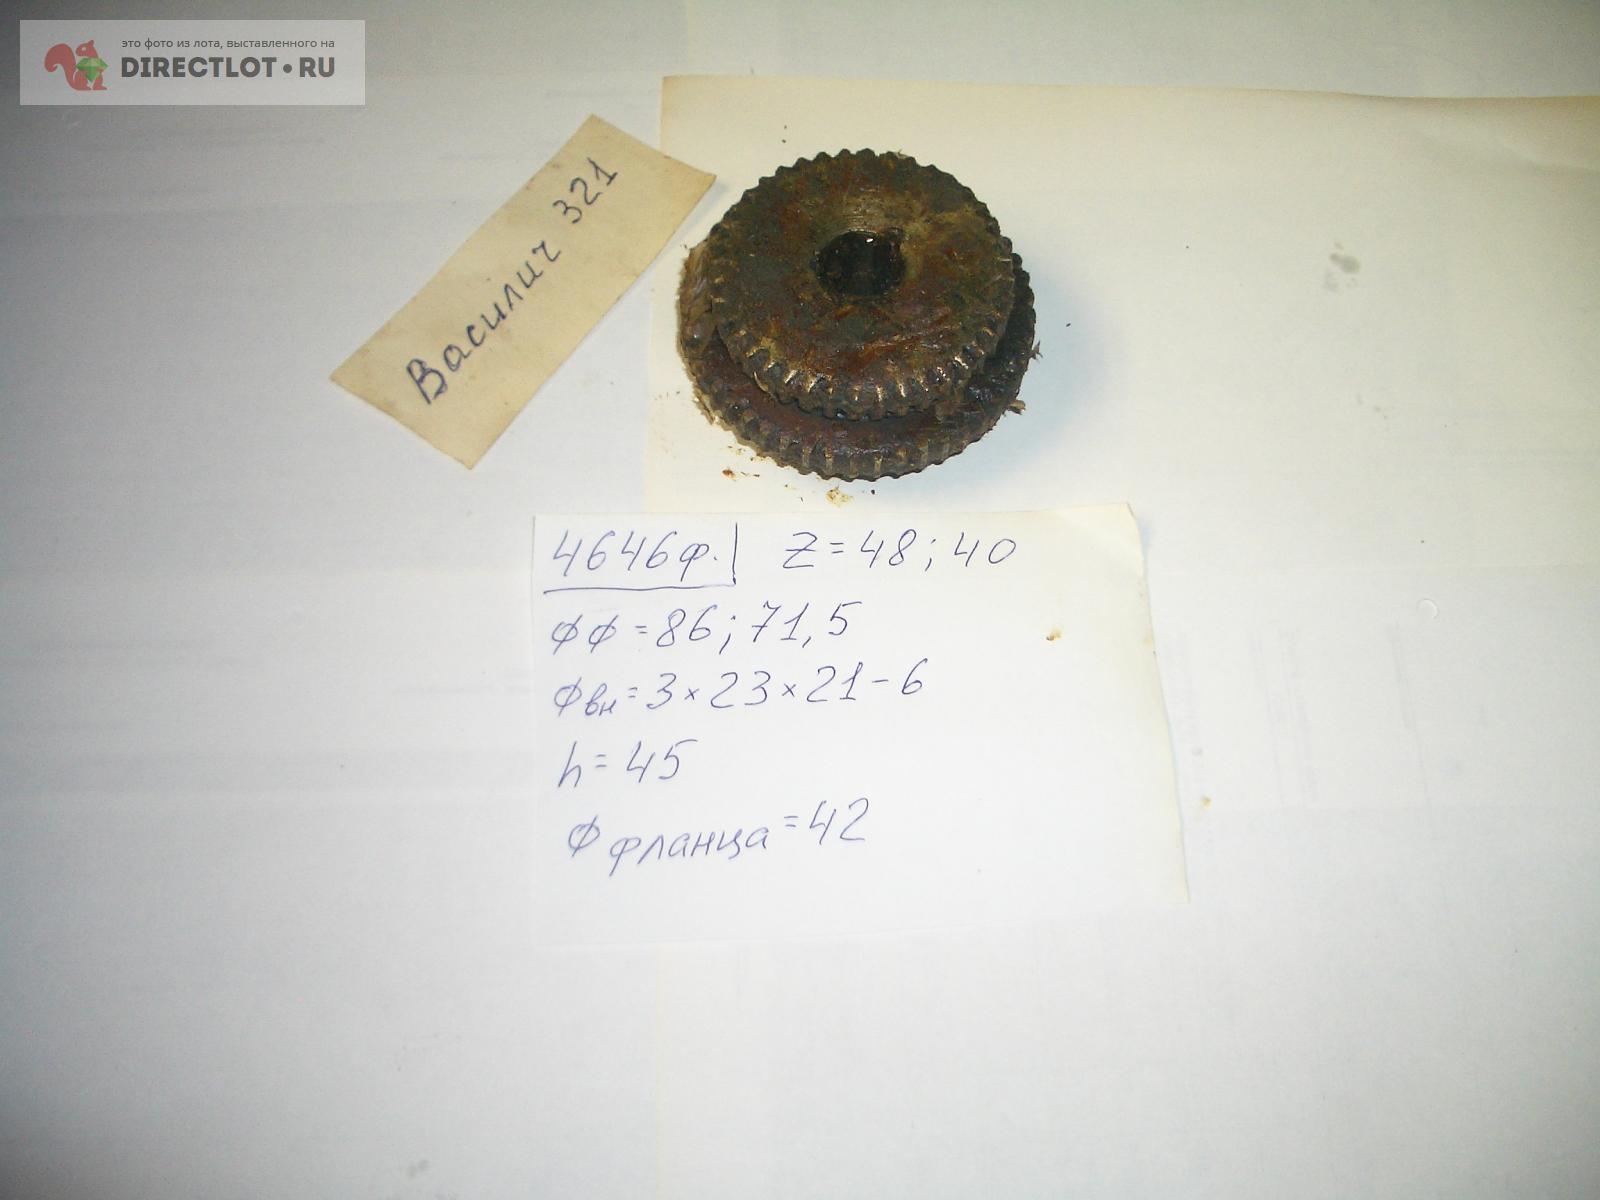 это фото из лота, выставленного на
DIRECTLOT.RU
Василич 321
4646ф. Z=48; 40
ФФ=86; 71,5
Фвн=3×23×21-6
h=45
Ф фланца=42